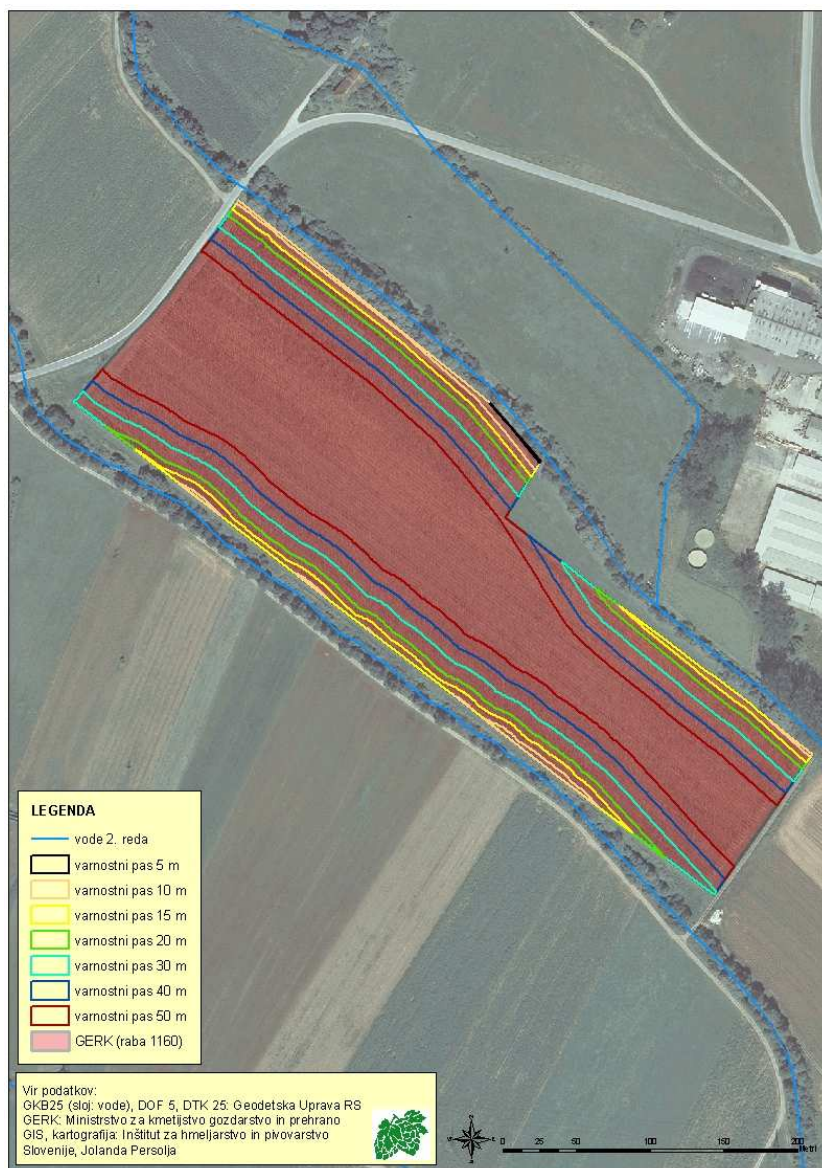 LEGENDA
vode 2. reda
varnostni pas 5 m
varnostni pas 10 m
varnostni pas 15 m
varnostni pas 20 m
varnostni pas 30 m
varnostni pas 40 m
varnostni pas 50 m
GERK (raba 1160)
Vir podatkov:
GKB25 (sloj: vode), DOF 5, DTK 25: Geodetska Uprava RS
GERK: Ministrstvo za kmetijstvo gozdarstvo in prehrano
GIS, kartografija: Inštitut za hmeljarstvo in pivovarstvo
Slovenije, Jolanda Persolja
0 25 50 100 150 200
Metri